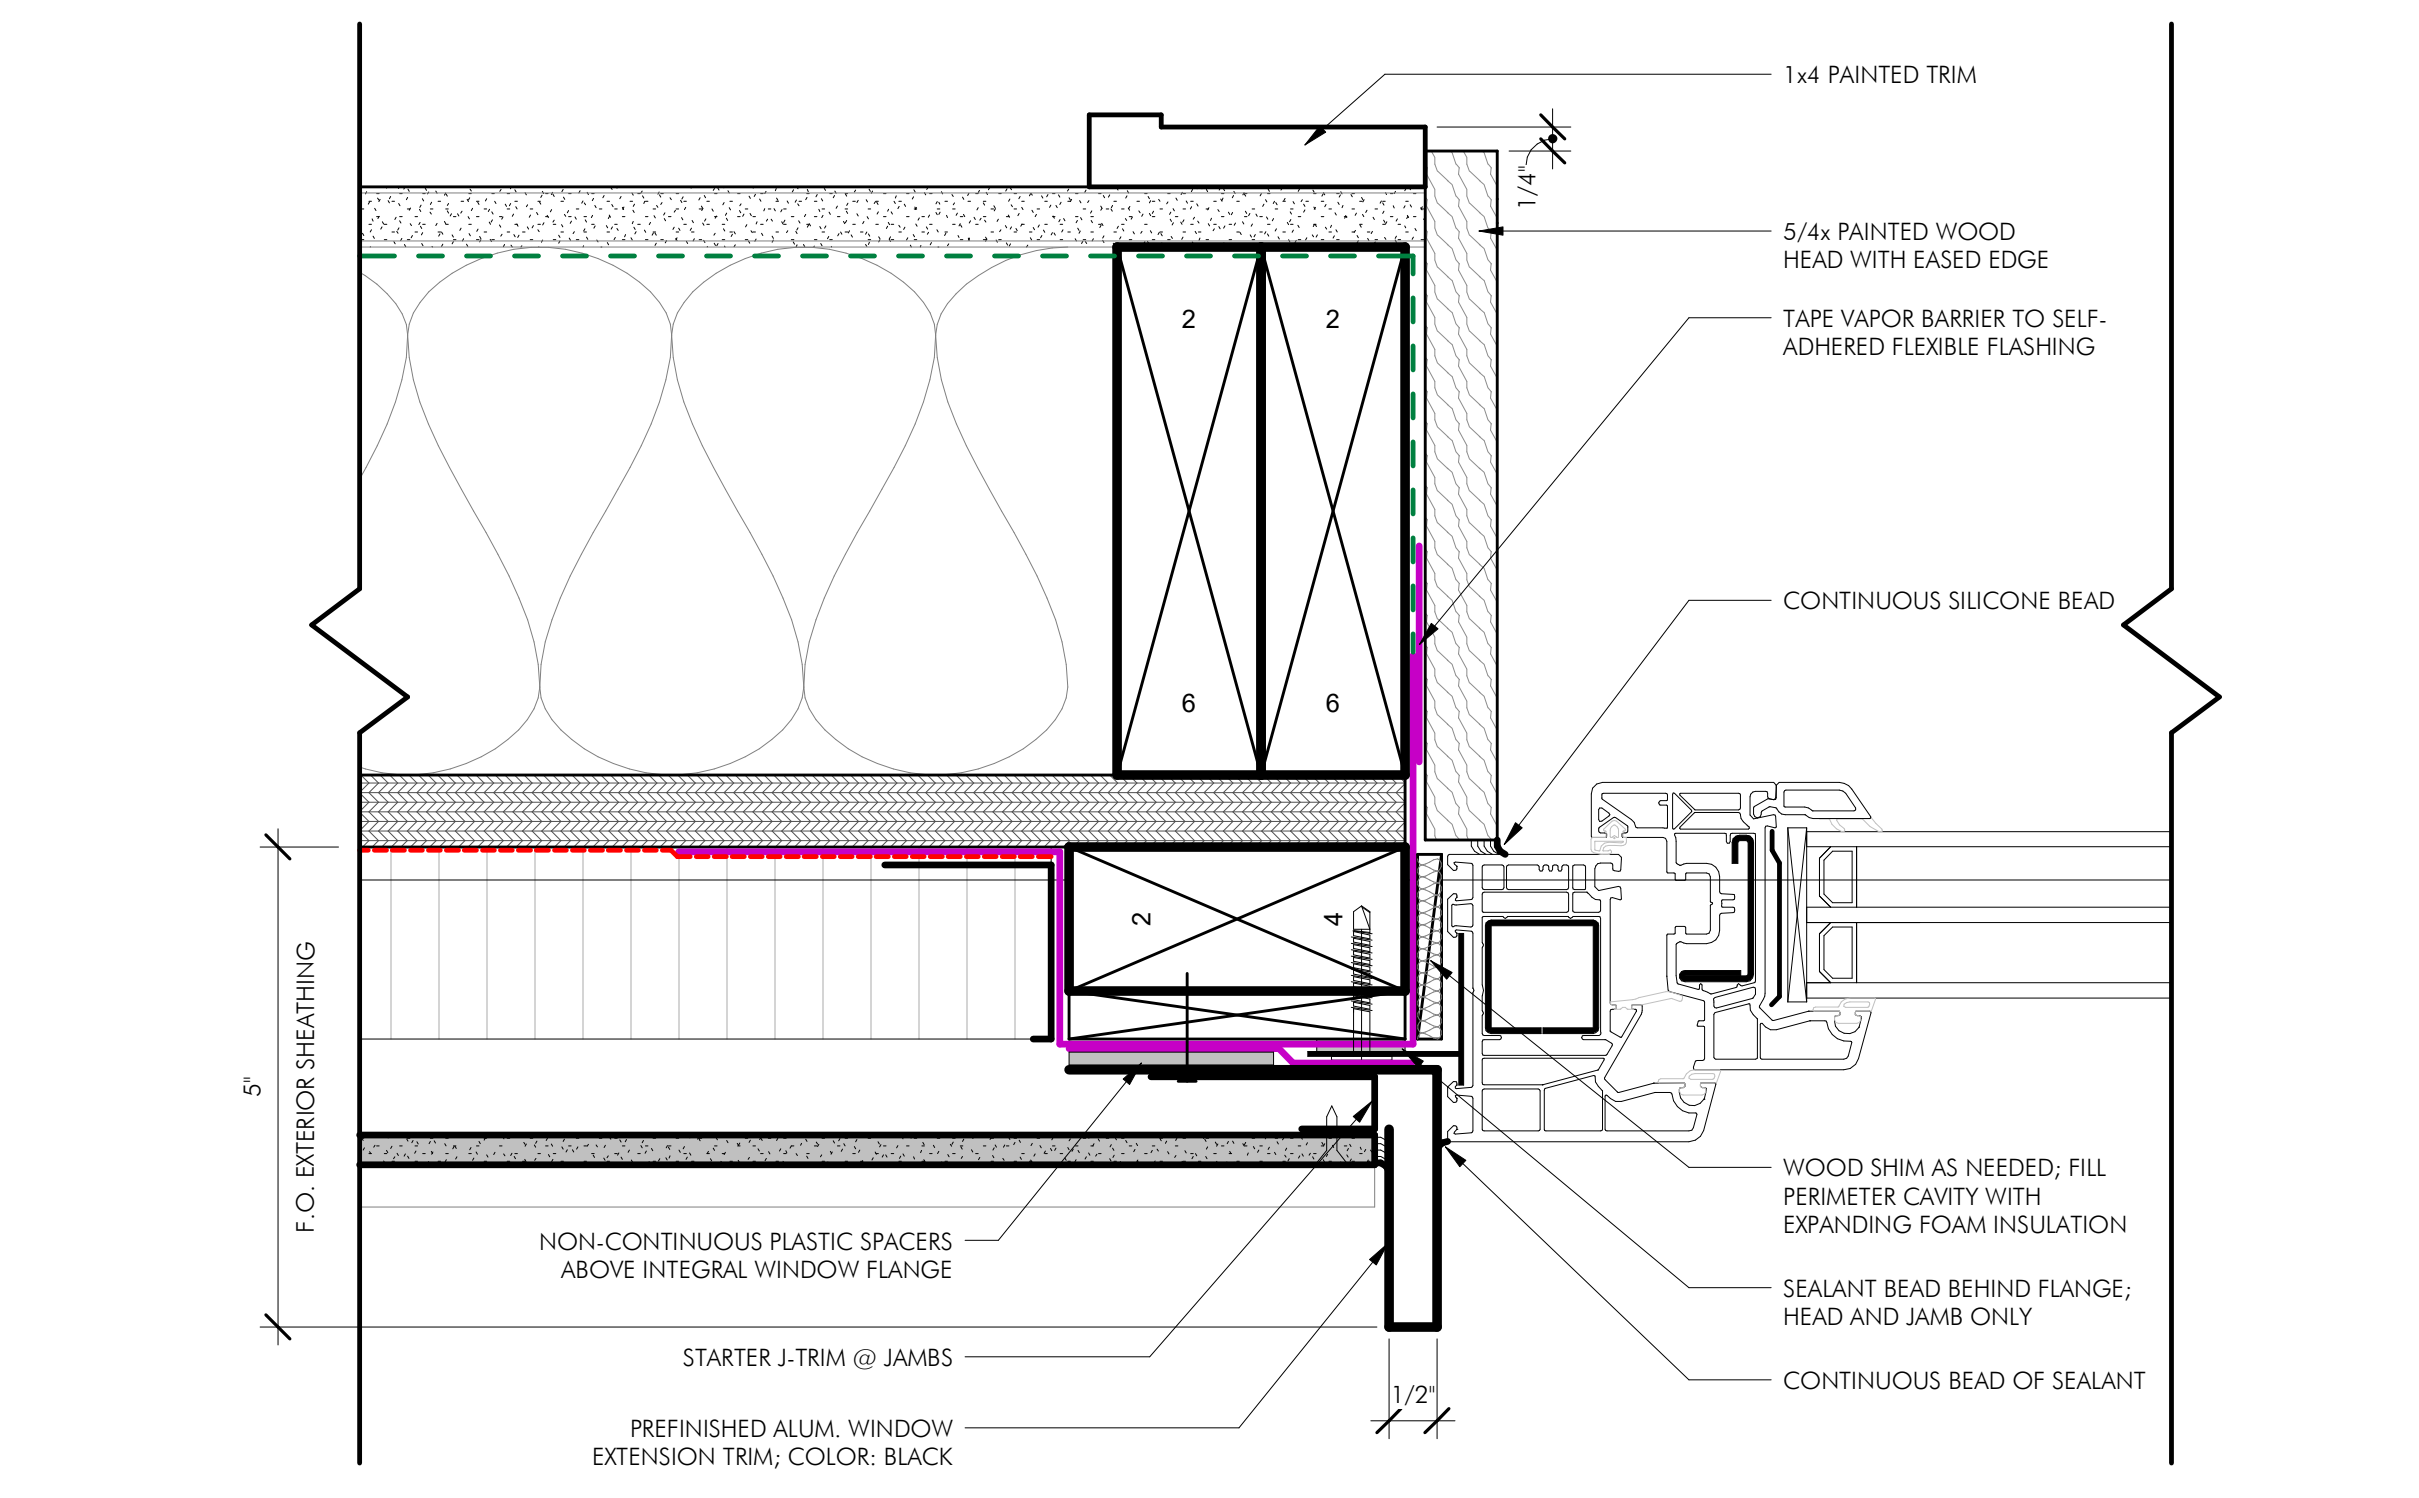 1x4 PAINTED TRIM
1/4"
5/4x PAINTED WOOD
HEAD WITH EASED EDGE
TAPE VAPOR BARRIER TO SELF-
ADHERED FLEXIBLE FLASHING
2
2
CONTINUOUS SILICONE BEAD
6
6
2
4
5"
F.O. EXTERIOR SHEATHING
WOOD SHIM AS NEEDED; FILL
PERIMETER CAVITY WITH
EXPANDING FOAM INSULATION
NON-CONTINUOUS PLASTIC SPACERS
ABOVE INTEGRAL WINDOW FLANGE
SEALANT BEAD BEHIND FLANGE;
HEAD AND JAMB ONLY
STARTER J-TRIM @ JAMBS
CONTINUOUS BEAD OF SEALANT
1/2"
PREFINISHED ALUM. WINDOW
EXTENSION TRIM; COLOR: BLACK